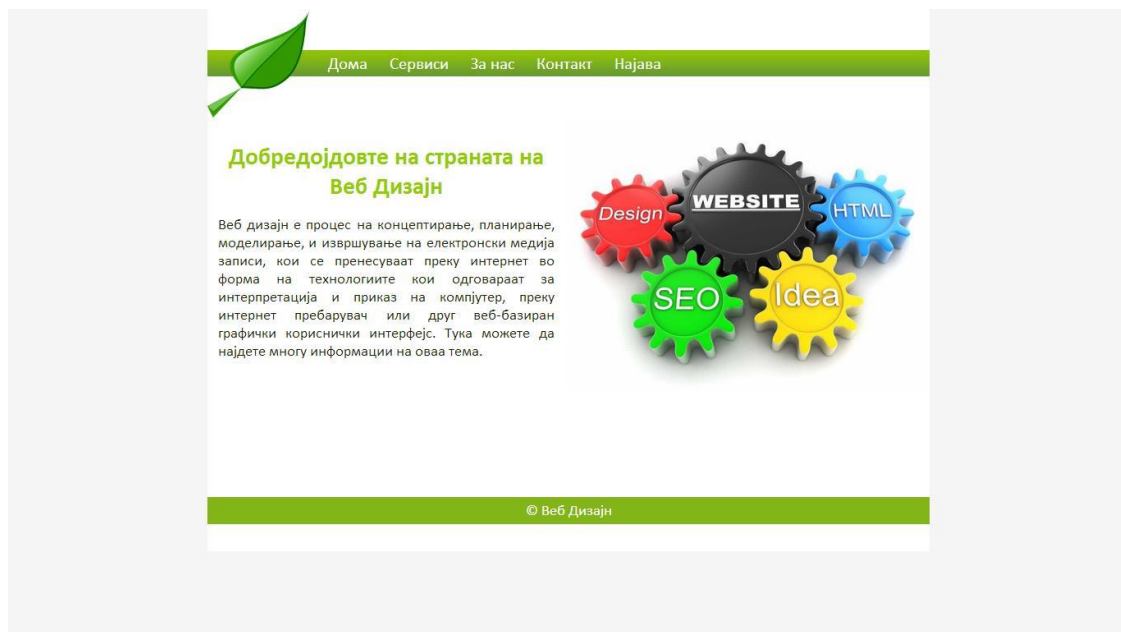 Дома Сервиси За нас Контакт Најава
Добредојдовте на страната на
Веб Дизајн
Веб дизајн е процес на концептирање, планирање,
моделирање, и извршување на електронски медија
записи, кои се пренесуваат преку интернет во
форма на технологиите кои одговараат за
интерпретација и приказ на компјутер, преку
интернет пребарувач или друг веб-базиран
графички кориснички интерфејс. Тука можете да
најдете многу информации на оваа тема.
Design
WEBSITE
HTML
SEO
Idea
© Веб Дизајн